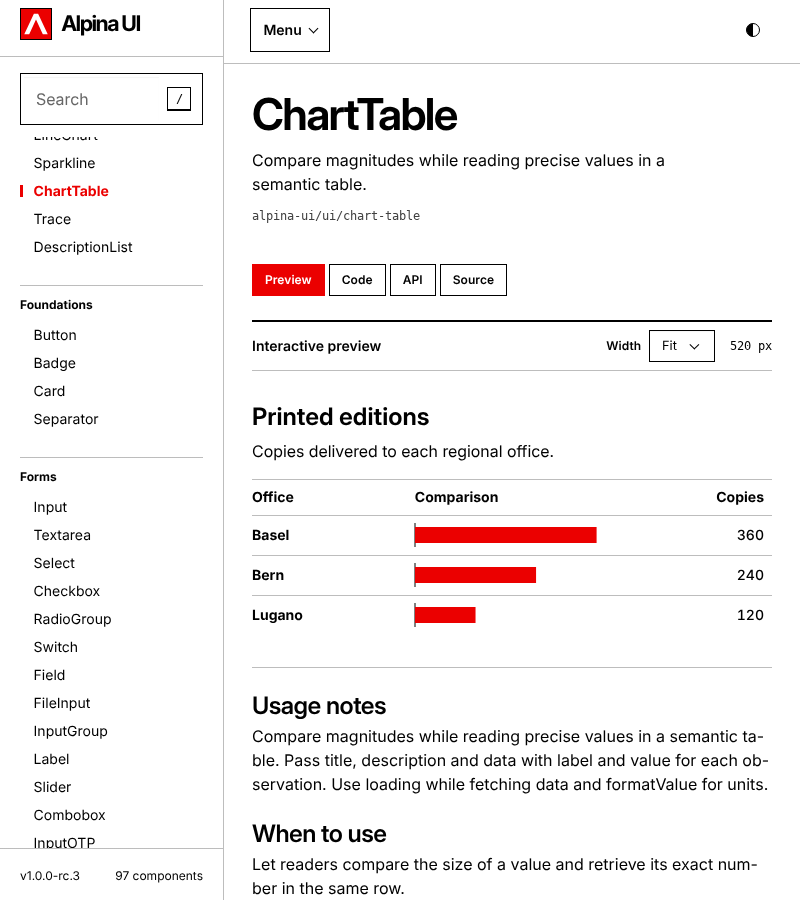 Alpina UI
Search
/
LineChart
Sparkline
ChartTable
Trace
DescriptionList
Foundations
Button
Badge
Card
Separator
Forms
Input
Textarea
Select
Checkbox
RadioGroup
Switch
Field
FileInput
InputGroup
Label
Slider
Combobox
InputOTP
v1.0.0-rc.3 97 components
Menu
ChartTable
Compare magnitudes while reading precise values in a
semantic table.
alpina-ui/ui/chart-table
Preview Code API Source
Interactive preview Width Fit 520 px
Printed editions
Copies delivered to each regional office.
Office Comparison Copies
Basel 360
Bern 240
Lugano 120
Usage notes
Compare magnitudes while reading precise values in a semantic ta-
ble. Pass title, description and data with label and value for each ob-
servation. Use loading while fetching data and formatValue for units.
When to use
Let readers compare the size of a value and retrieve its exact num-
ber in the same row.